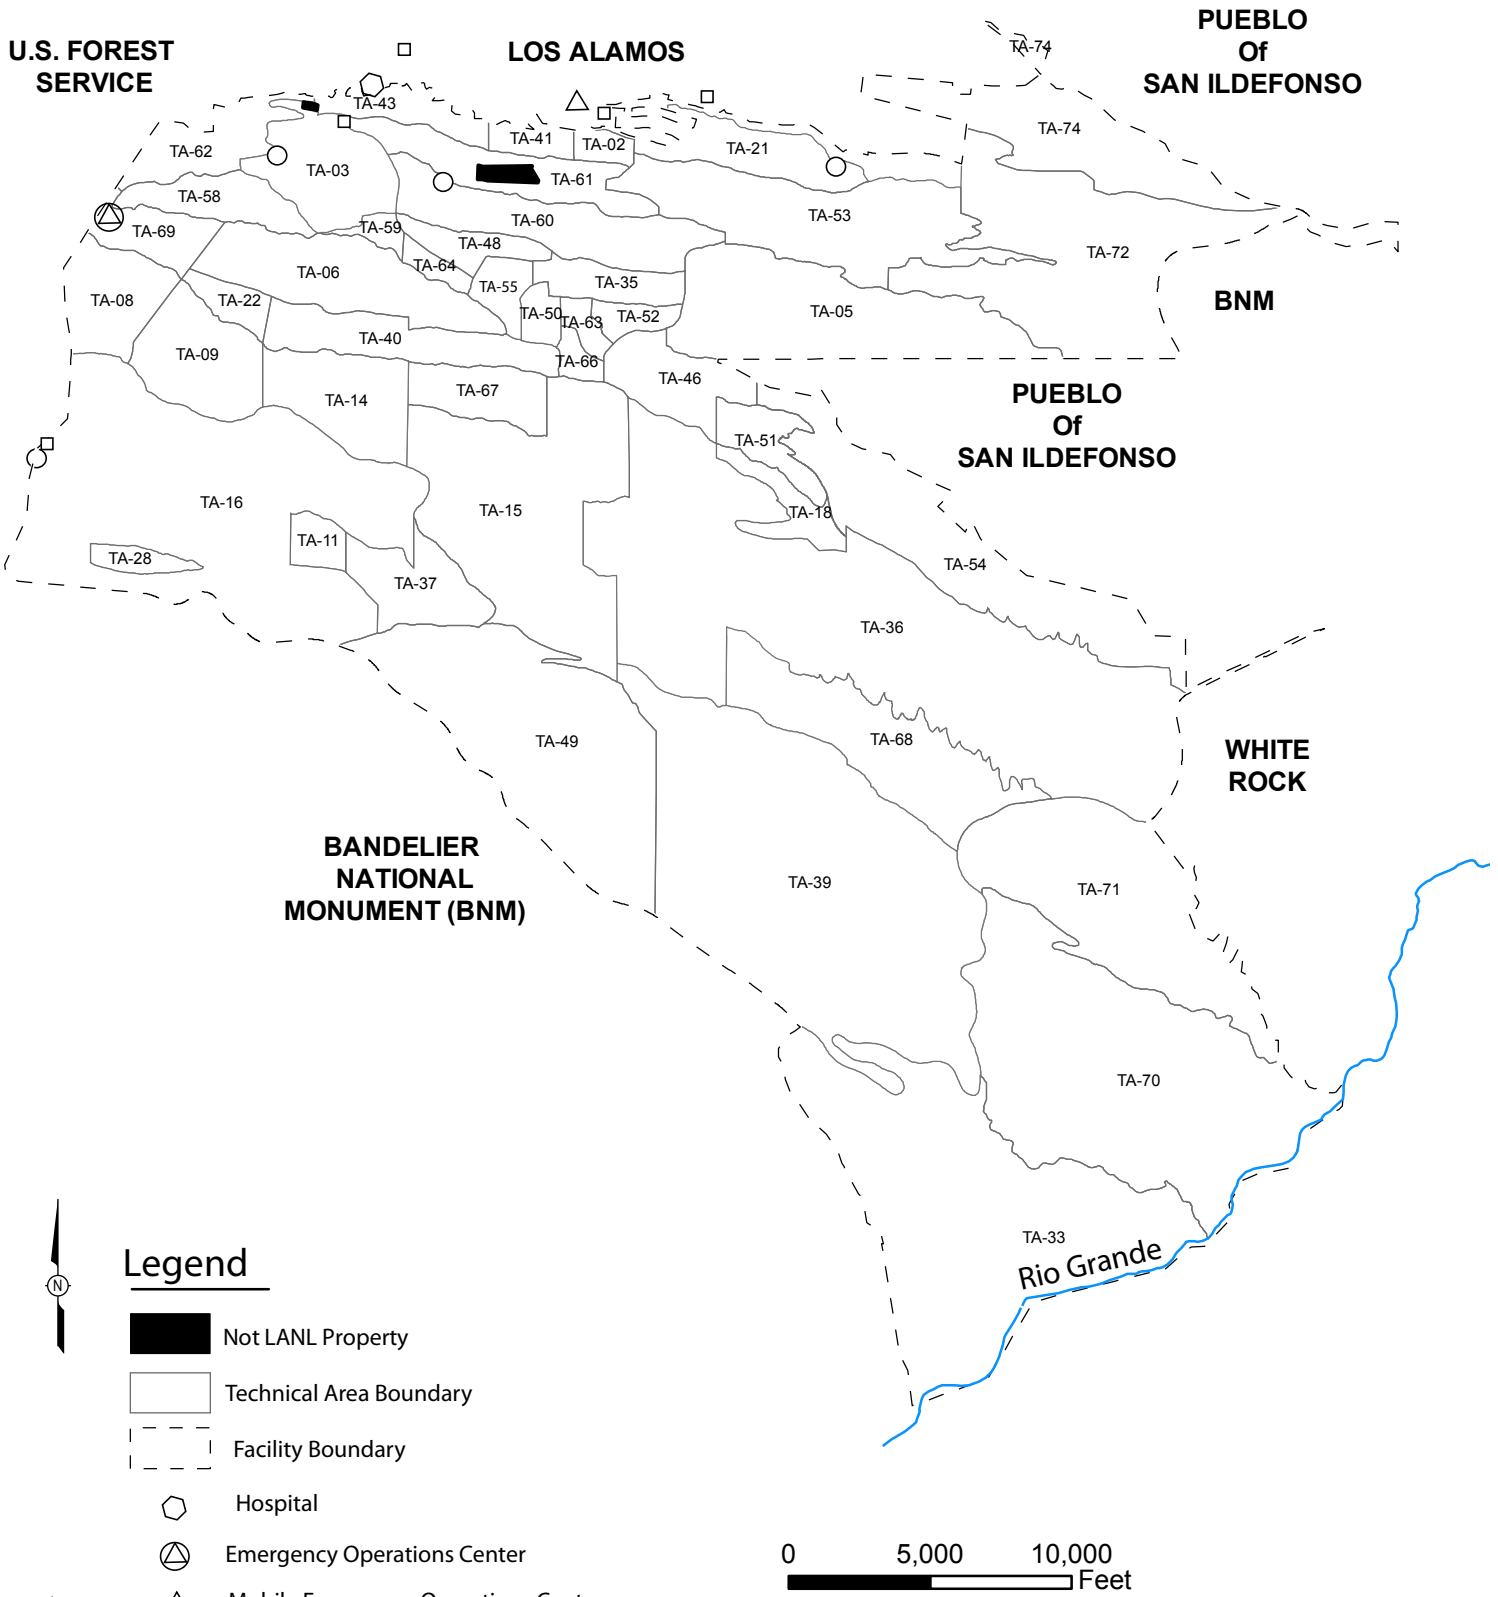 PUEBLO
Of
SAN ILDEFONSO
U.S. FOREST
SERVICE
LOS ALAMOS
TA-74
TA-43
TA-74
TA-41
TA-02
TA-21
TA-62
TA-03
TA-61
TA-58
TA-53
TA-60
TA-59
TA-69
TA-48
TA-72
TA-64
TA-06
TA-55
TA-35
TA-08
TA-22
BNM
TA-05
TA-50
TA-63
TA-52
TA-40
TA-09
TA-66
TA-46
TA-67
TA-14
PUEBLO
Of
SAN ILDEFONSO
TA-51
TA-16
TA-15
TA-18
TA-11
TA-28
TA-54
TA-37
TA-36
TA-49
TA-68
WHITE
ROCK
BANDELIER
NATIONAL
MONUMENT (BNM)
TA-39
TA-71
TA-70
TA-33
Rio Grande
N
Legend
Not LANL Property
Technical Area Boundary
Facility Boundary
Hospital
Emergency Operations Center
0 5,000 10,000
Feet